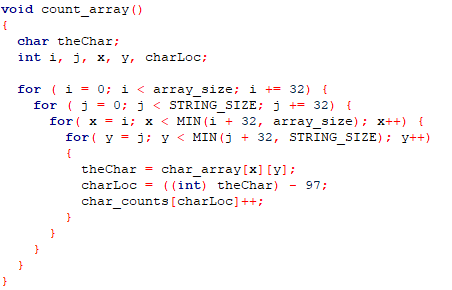 void count_array()
{
  char theChar;
  int i, j, x, y, charLoc;

  for ( i = 0; i < array_size; i += 32) {
    for ( j = 0; j < STRING_SIZE; j += 32) {
      for( x = i; x < MIN(i + 32, array_size); x++) {
        for( y = j; y < MIN(j + 32, STRING_SIZE); y++)
        {
          theChar = char_array[x][y];
          charLoc = ((int) theChar) - 97;
          char_counts[charLoc]++;
        }
      }
    }
  }
}